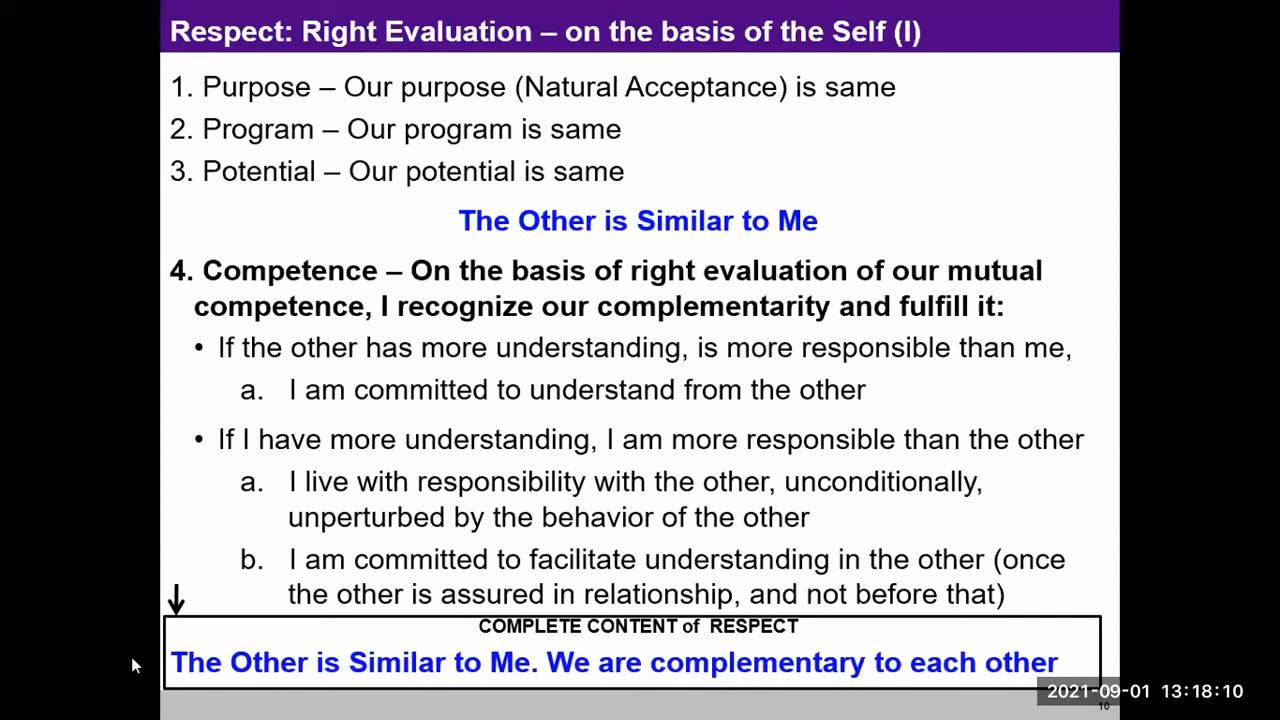 Respect: Right Evaluation – on the basis of the Self (I)
1. Purpose – Our purpose (Natural Acceptance) is same
2. Program – Our program is same
3. Potential – Our potential is same
The Other is Similar to Me
4. Competence – On the basis of right evaluation of our mutual
competence, I recognize our complementarity and fulfill it:
• If the other has more understanding, is more responsible than me,
a. I am committed to understand from the other
• If I have more understanding, I am more responsible than the other
a. I live with responsibility with the other, unconditionally,
unperturbed by the behavior of the other
b. I am committed to facilitate understanding in the other (once
the other is assured in relationship, and not before that)
COMPLETE CONTENT of RESPECT
The Other is Similar to Me. We are complementary to each other
2021-09-01 13:18:10
10